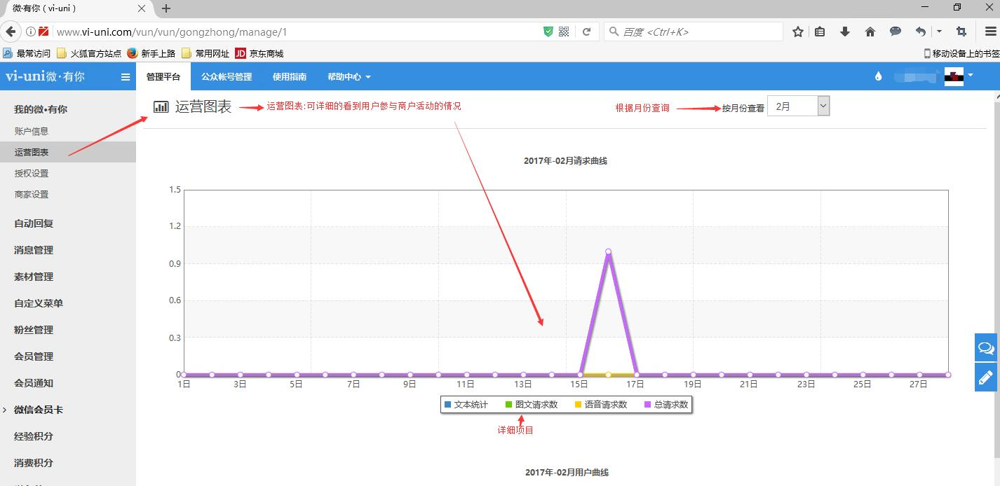 微·有你（vi-uni）
www.vi-uni.com/vun/vun/gongzhong/manage/1
百度 <Ctrl+K>
最常访问 火狐官方站点 新手上路 常用网址 JD 京东商城 移动设备上的书签
vi-uni微·有你 管理平台 公众帐号管理 使用指南 帮助中心
我的微•有你
账户信息
运营图表
授权设置
商家设置
自动回复
消息管理
素材管理
自定义菜单
粉丝管理
会员管理
会员通知
微信会员卡
经验积分
消费积分
运营图表 运营图表:可详细的看到用户参与商户活动的情况 根据月份查询 按月份查看 2月
2017年-02月请求曲线
1.5
1.2
0.9
0.6
0.3
0
1日 3日 5日 7日 9日 11日 13日 15日 17日 19日 21日 23日 25日 27日
文本统计 图文请求数 语音请求数 总请求数
详细项目
2017年-02月用户曲线